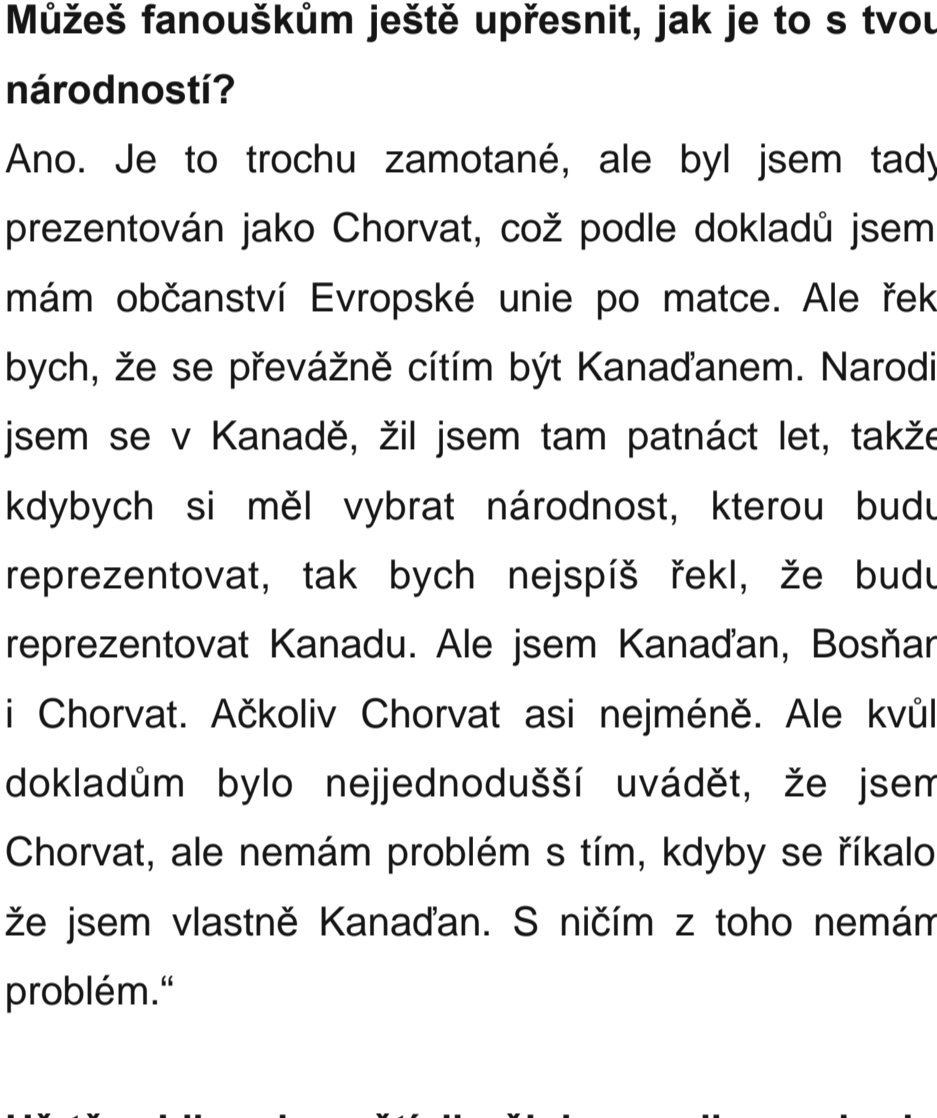 Můžeš fanouškům ještě upřesnit, jak je to s tvou
národností?
Ano. Je to trochu zamotané, ale byl jsem tady
prezentován jako Chorvat, což podle dokladů jsem
mám občanství Evropské unie po matce. Ale řek
bych, že se převážně cítím být Kanaďanem. Narodi
jsem se v Kanadě, žil jsem tam patnáct let, takže
kdybych si měl vybrat národnost, kterou budu
reprezentovat, tak bych nejspíš řekl, že budu
reprezentovat Kanadu. Ale jsem Kanaďan, Bosňan
i Chorvat. Ačkoliv Chorvat asi nejméně. Ale kvůl
dokladům bylo nejjednodušší uvádět, že jsem
Chorvat, ale nemám problém s tím, kdyby se říkalo
že jsem vlastně Kanaďan. S ničím z toho nemám
problém.“